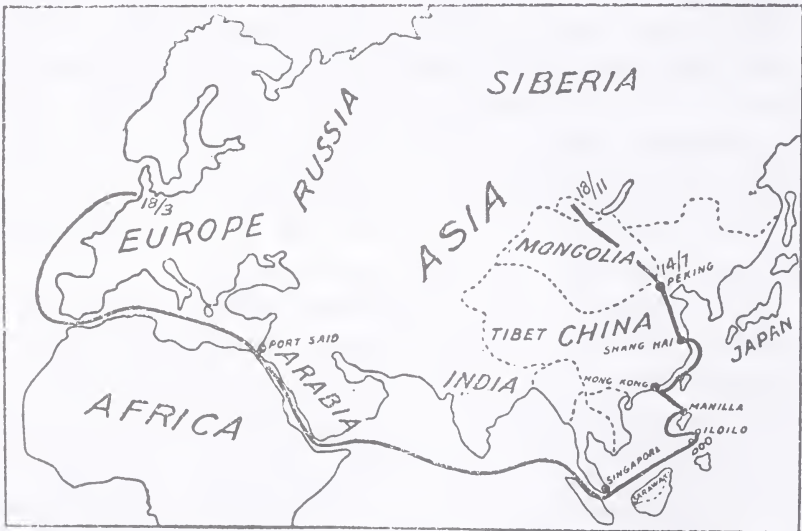 SIBERIA
RUSSIA
18/3
EUROPE
ASIA
18/11
MONGOLIA
14/7
PEKING
TIBET
CHINA
SHANG HAI
JAPAN
PORT SAID
ARABIA
INDIA
HONG KONG
AFRICA
MANILLA
ILOILO
SINGAPORE
SARAWAK